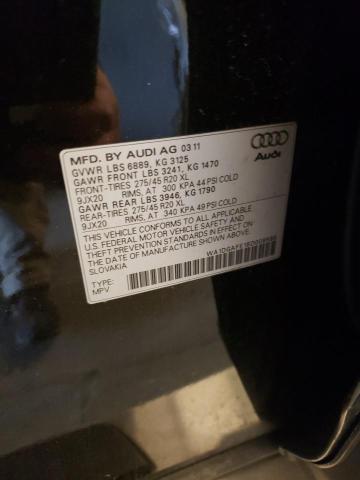 MFD. BY AUDI AG 03 11
GVWR LBS 6889, KG 3125
GAWR FRONT LBS 3241, KG 1470
FRONT-TIRES 275/45 R20 XL
9JX20 RIMS, AT 300 KPA 44 PSI COLD
GAWR REAR LBS 3946, KG 1790
REAR-TIRES 275/45 R20 XL
9JX20 RIMS, AT 340 KPA 49 PSI COLD
THIS VEHICLE CONFORMS TO ALL APPLICABLE
U.S. FEDERAL MOTOR VEHICLE SAFETY AND
THEFT PREVENTION STANDARDS IN EFFECT ON
THE DATE OF MANUFACTURE SHOWN ABOVE.
SLOVAKIA
TYPE:
MPV
Audi